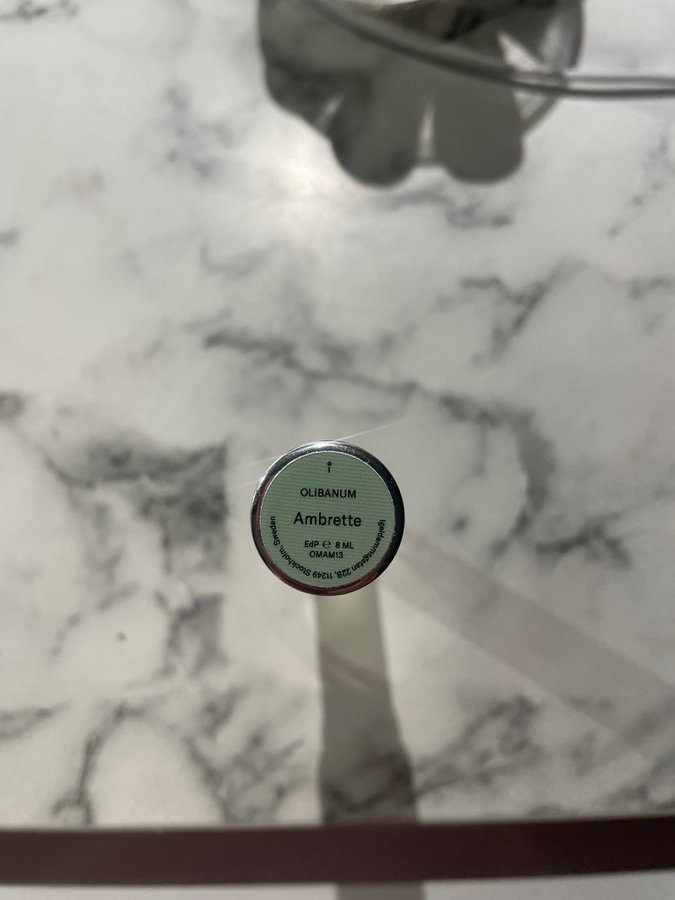 OLIBANUM
Ambrette
EdP ℮ 8 ML
OMAM13
Igeldammsgatan 22B, 11249 Stockholm, Sweden